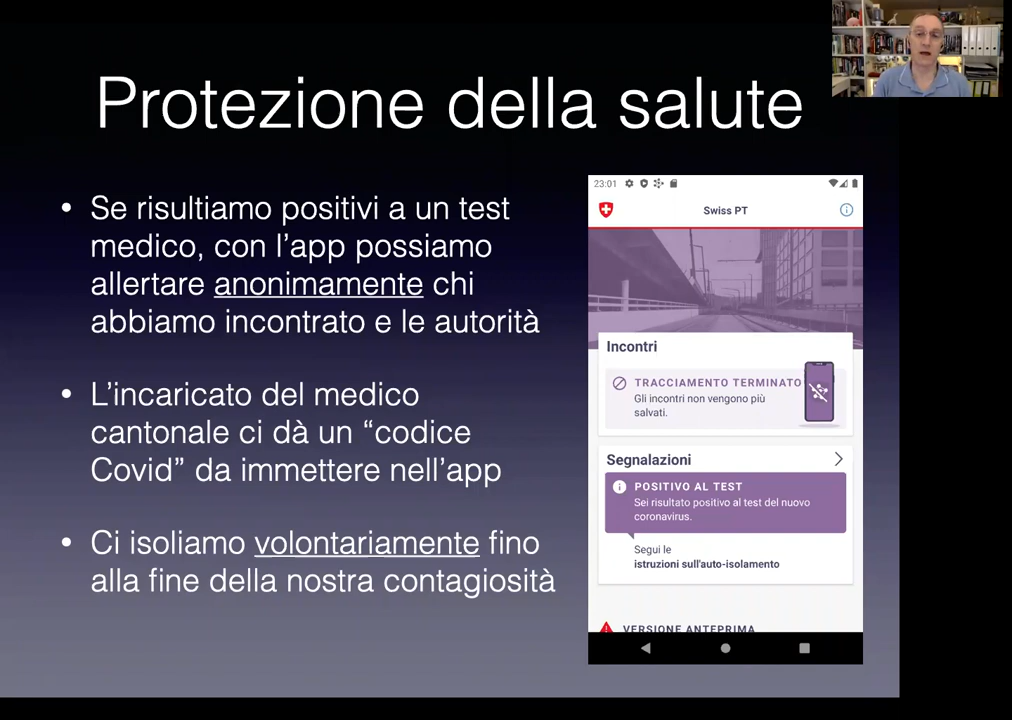 Protezione della salute
• Se risultiamo positivi a un test
medico, con l'app possiamo
allertare anonimamente chi
abbiamo incontrato e le autorità
• L'incaricato del medico
cantonale ci dà un “codice
Covid” da immettere nell'app
• Ci isoliamo volontariamente fino
alla fine della nostra contagiosità
23:01
Swiss PT
Incontri
TRACCIAMENTO TERMINATO
Gli incontri non vengono più
salvati.
Segnalazioni
POSITIVO AL TEST
Sei risultato positivo al test del nuovo
coronavirus.
Segui le
istruzioni sull'auto-isolamento
VERSIONE ANTEPRIMA